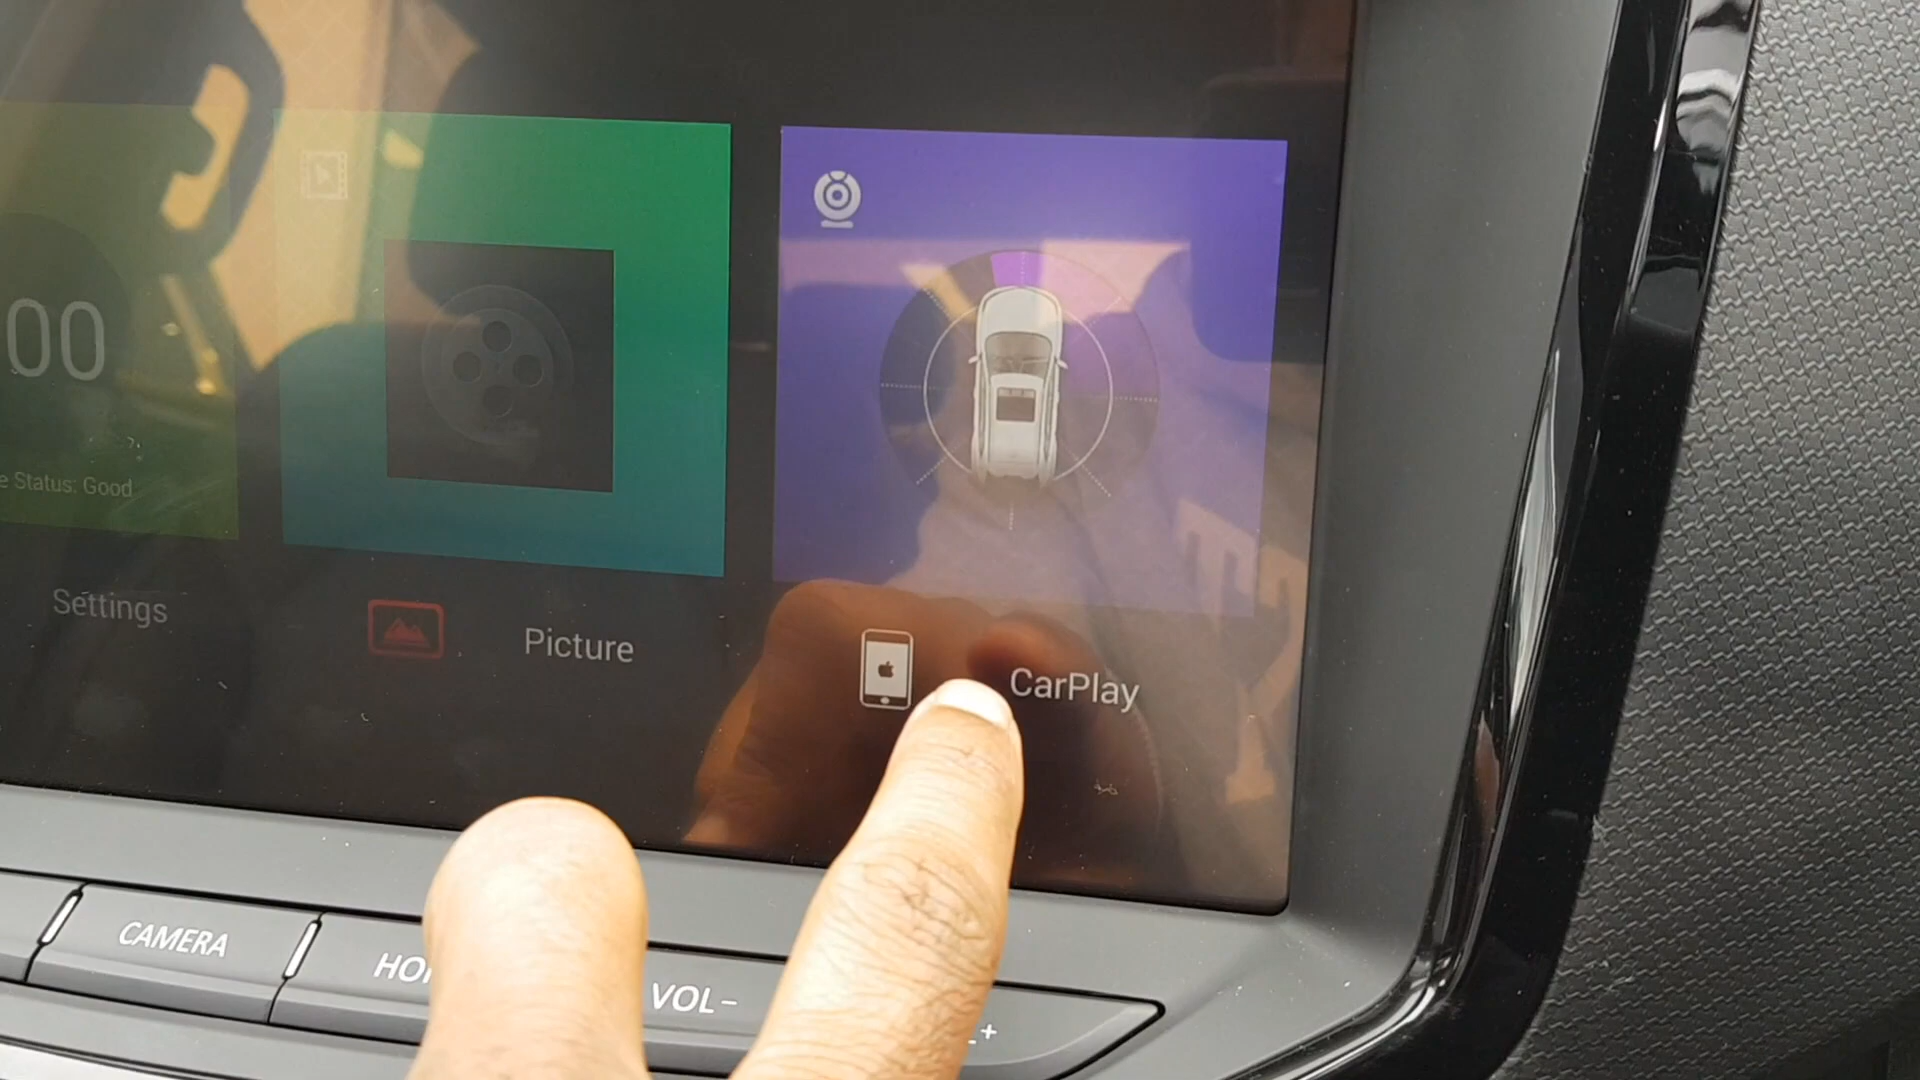 00
Status: Good
Settings
Picture
CarPlay
CAMERA
VOL-